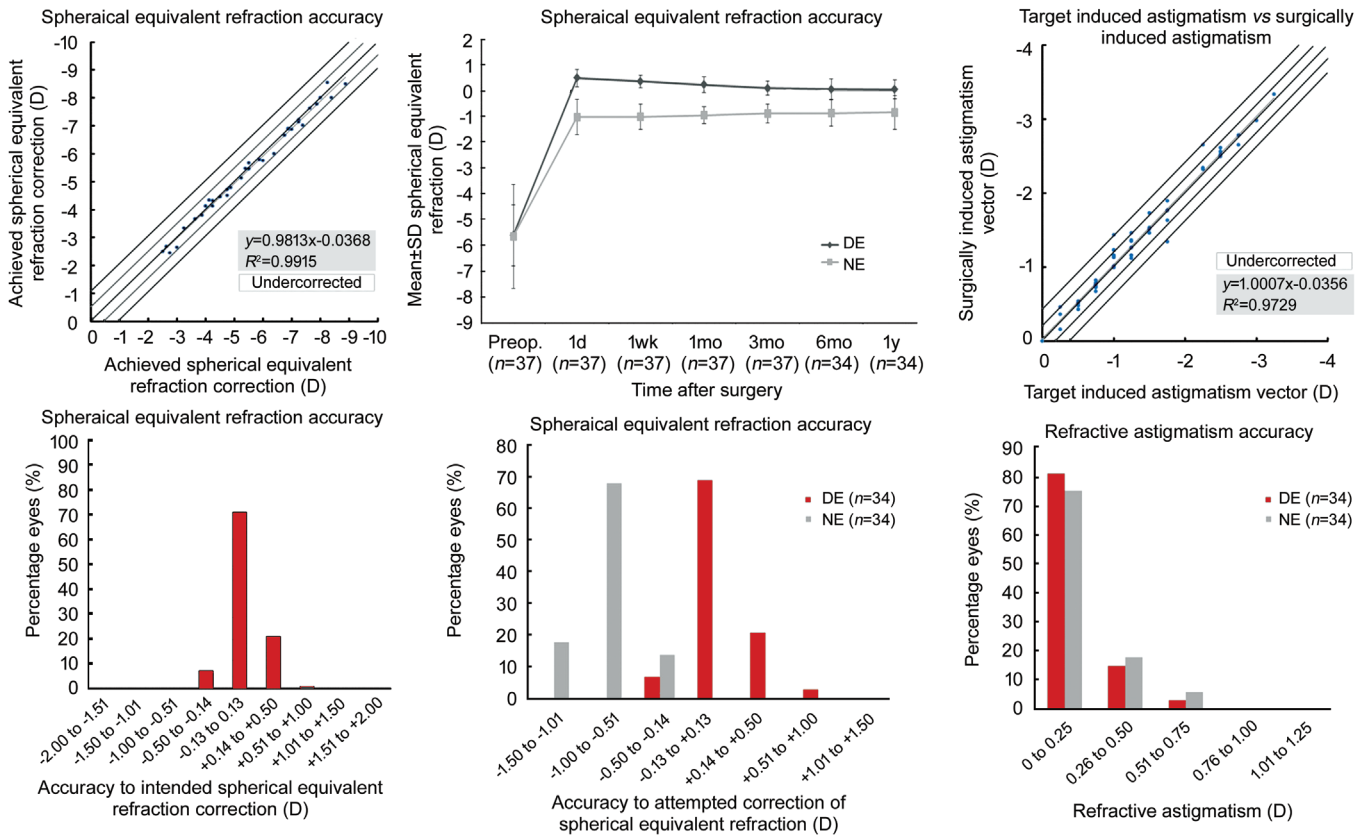 Spheraical equivalent refraction accuracy
Achieved spherical equivalent
refraction correction (D)
-10
-9
-8
-7
-6
-5
-4
-3
-2
-1
0
y=0.9813x-0.0368
R²=0.9915
Undercorrected
0 -1 -2 -3 -4 -5 -6 -7 -8 -9 -10
Achieved spherical equivalent
refraction correction (D)
Spheraical equivalent refraction accuracy
Mean±SD spherical equivalent
refraction (D)
2
1
0
-1
-2
-3
-4
-5
-6
-7
-8
-9
DE
NE
Preop. 1d 1wk 1mo 3mo 6mo 1y
(n=37) (n=37) (n=37) (n=37) (n=37) (n=34) (n=34)
Time after surgery
Target induced astigmatism vs surgically
induced astigmatism
Surgically induced astigmatism
vector (D)
-4
-3
-2
-1
0
Undercorrected
y=1.0007x-0.0356
R²=0.9729
0 -1 -2 -3 -4
Target induced astigmatism vector (D)
Spheraical equivalent refraction accuracy
Percentage eyes (%)
100
90
80
70
60
50
40
30
20
10
0
-2.00 to -1.51
-1.50 to -1.01
-1.00 to -0.51
-0.50 to -0.14
-0.13 to 0.13
+0.14 to +0.50
+0.51 to +1.00
+1.01 to +1.50
+1.51 to +2.00
Accuracy to intended spherical equivalent
refraction correction (D)
Spheraical equivalent refraction accuracy
Percentage eyes (%)
80
70
60
50
40
30
20
10
0
DE (n=34)
NE (n=34)
-1.50 to -1.01
-1.00 to -0.51
-0.50 to -0.14
-0.13 to +0.13
+0.14 to +0.50
+0.51 to +1.00
+1.01 to +1.50
Accuracy to attempted correction of
spherical equivalent refraction (D)
Refractive astigmatism accuracy
Percentage eyes (%)
90
80
70
60
50
40
30
20
10
0
DE (n=34)
NE (n=34)
0 to 0.25
0.26 to 0.50
0.51 to 0.75
0.76 to 1.00
1.01 to 1.25
Refractive astigmatism (D)